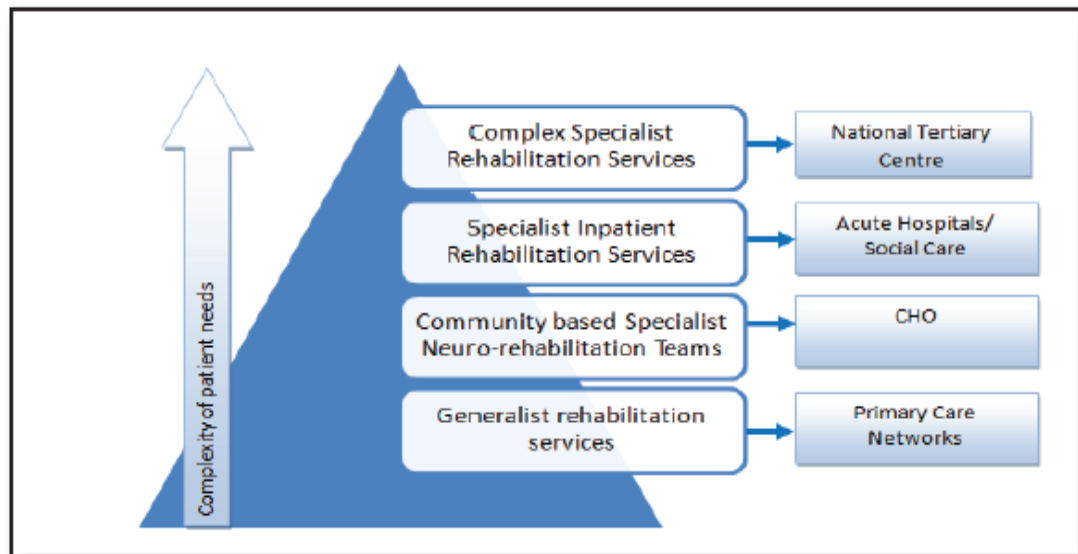 Complexity of patient needs
Complex Specialist
Rehabilitation Services
National Tertiary
Centre
Specialist Inpatient
Rehabilitation Services
Acute Hospitals/
Social Care
Community based Specialist
Neuro-rehabilitation Teams
CHO
Generalist rehabilitation
services
Primary Care
Networks